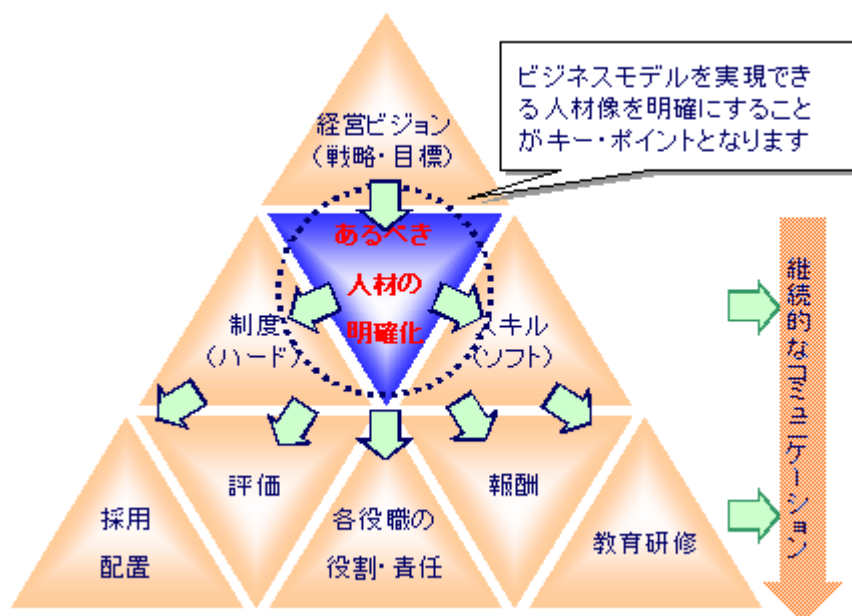 ビジネスモデルを実現でき
る人材像を明確にすること
がキー・ポイントとなります
経営ビジョン
(戦略・目標)
あるべき
人材の
明確化
制度
(ハード)
スキル
(ソフト)
継続的なコミュニケーション
採用
配置
評価
各役職の
役割・責任
報酬
教育研修